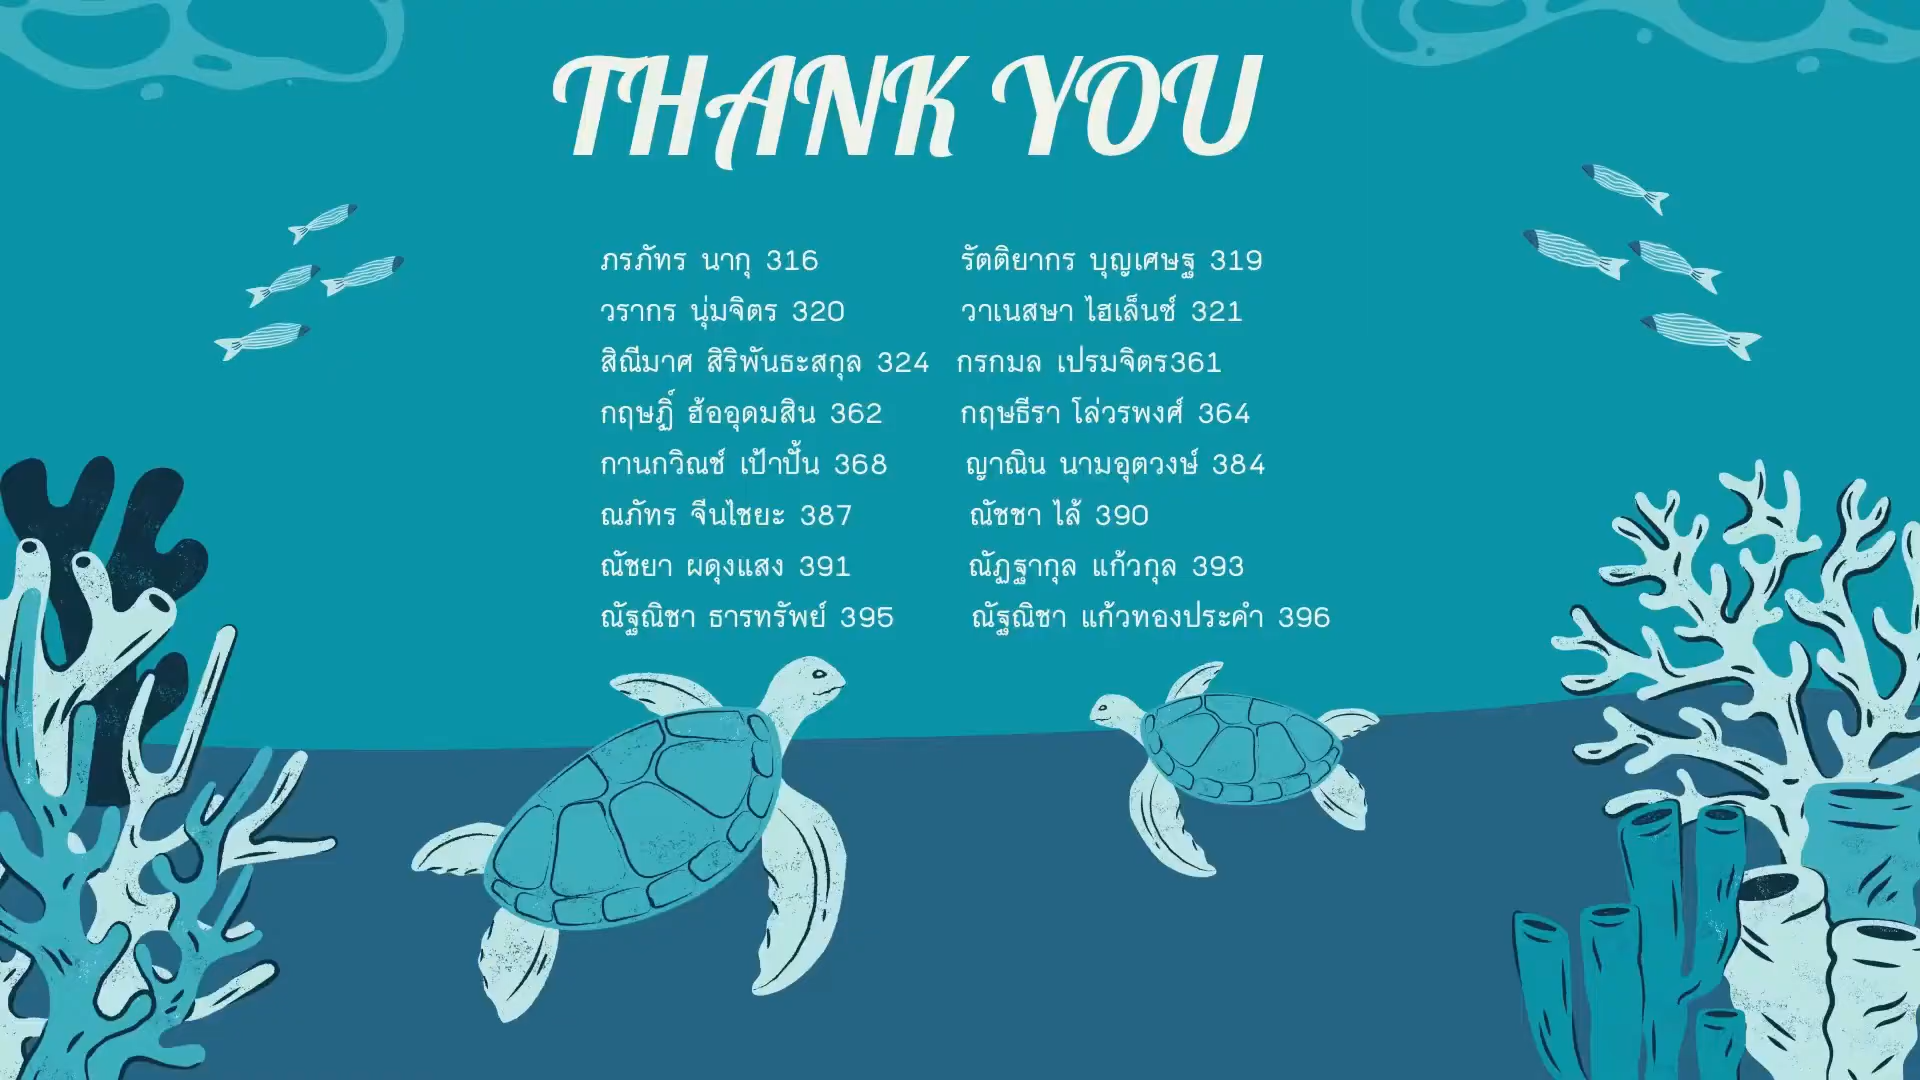 THANK YOU
ภรภัทร นากุ 316 รัตติยากร บุญเศษฐ 319
วรากร นุ่มจิตร 320 วาเนสษา ไฮเล็นซ์ 321
สิณีมาศ สิริพันธะสกุล 324 กรกมล เปรมจิตร361
กฤษฏิ์ ฮ้ออุดมสิน 362 กฤษธีรา โล่วรพงศ์ 364
กานกวิณช์ เป้าปั้น 368 ญาณิน นามอุตวงษ์ 384
ณภัทร จีนไชยะ 387 ณัชชา ไล้ 390
ณัชยา ผดุงแสง 391 ณัฏฐากุล แก้วกุล 393
ณัฐณิชา ธารทรัพย์ 395 ณัฐณิชา แก้วทองประคำ 396